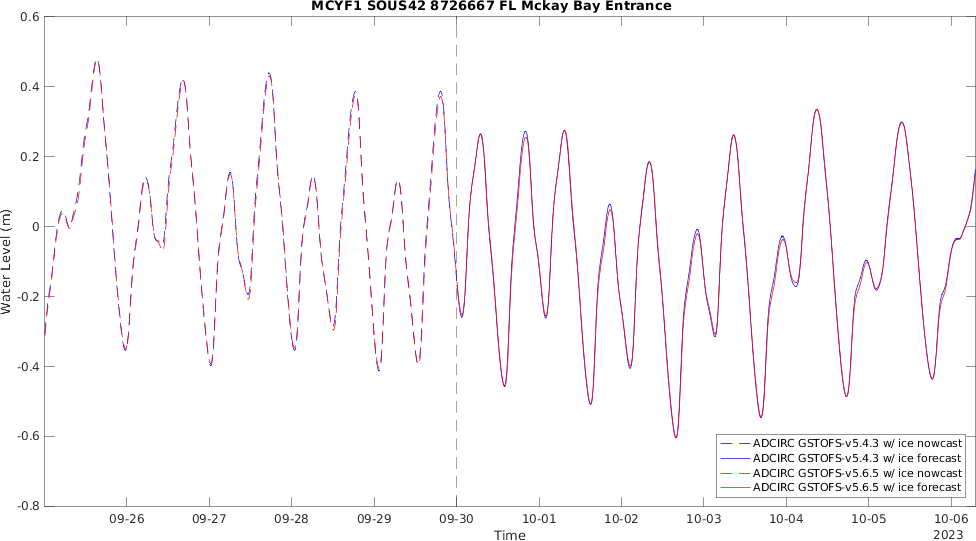 MCYF1 SOUS42 8726667 FL Mckay Bay Entrance
0.6
0.4
0.2
0
-0.2
-0.4
-0.6
-0.8
Water Level (m)
ADCIRC GSTOFS-v5.4.3 w/ ice nowcast
ADCIRC GSTOFS-v5.4.3 w/ ice forecast
ADCIRC GSTOFS-v5.6.5 w/ ice nowcast
ADCIRC GSTOFS-v5.6.5 w/ ice forecast
09-26 09-27 09-28 09-29 09-30 10-01 10-02 10-03 10-04 10-05 10-06
2023
Time